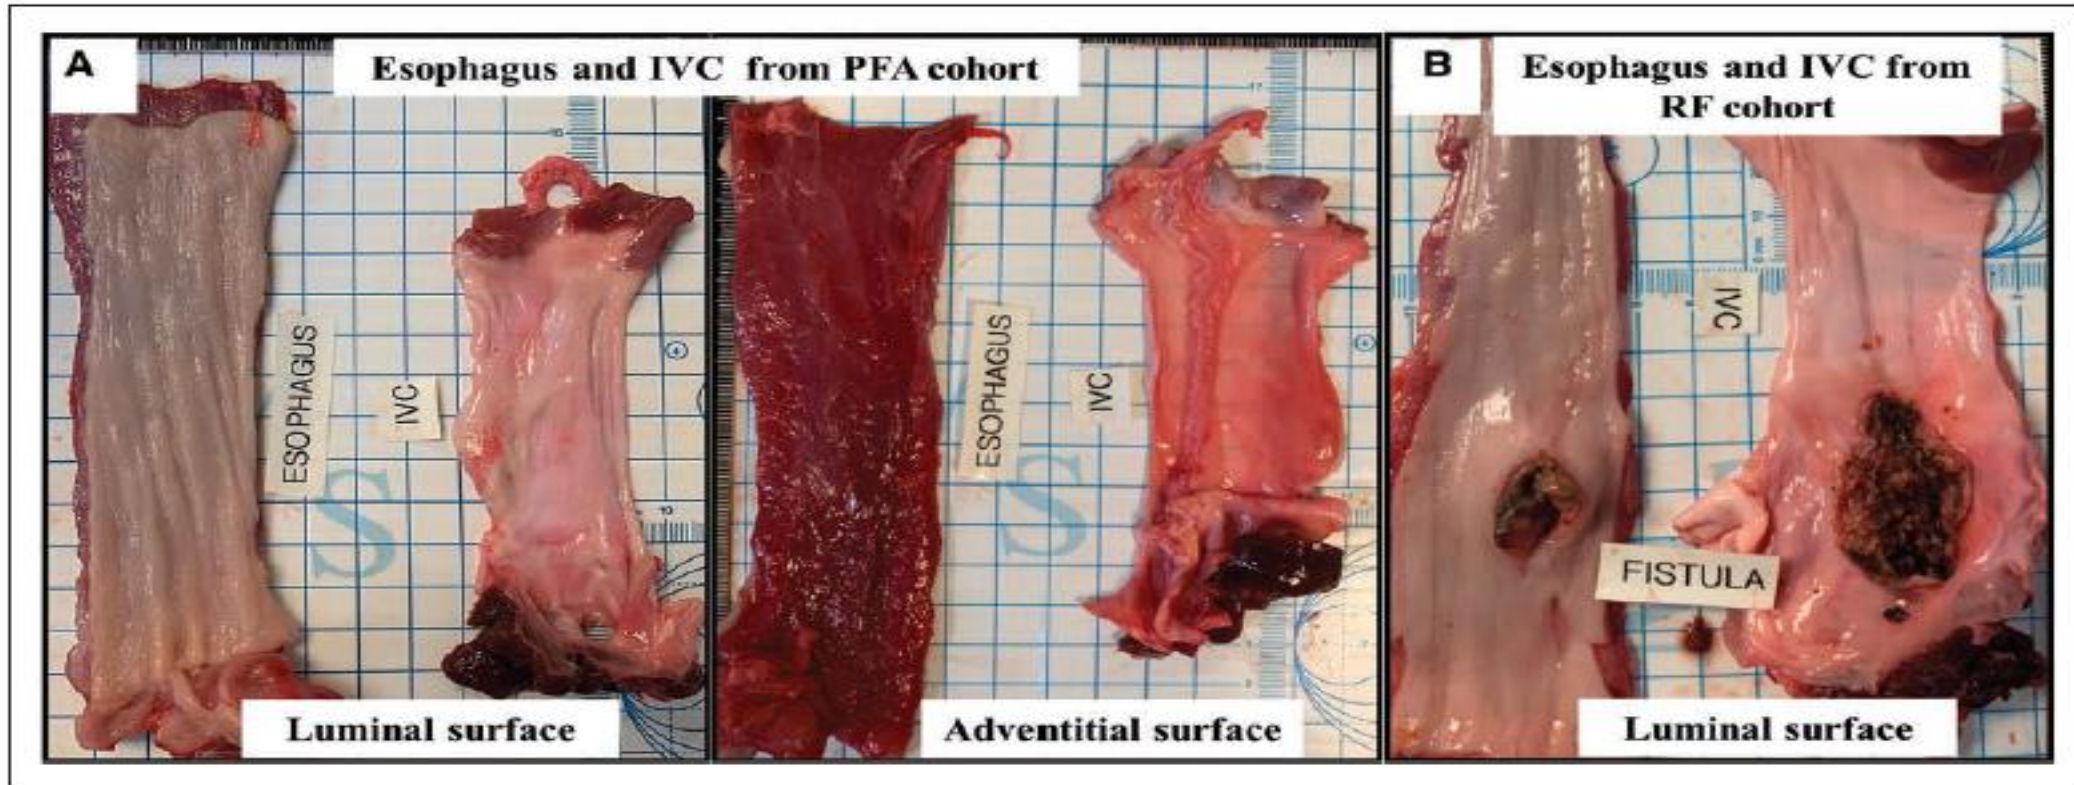 A
Esophagus and IVC from PFA cohort
ESOPHAGUS
IVC
S
10
Luminal surface
ESOPHAGUS
IVC
S
Adventitial surface
B
Esophagus and IVC from
RF cohort
IVC
FISTULA
Luminal surface